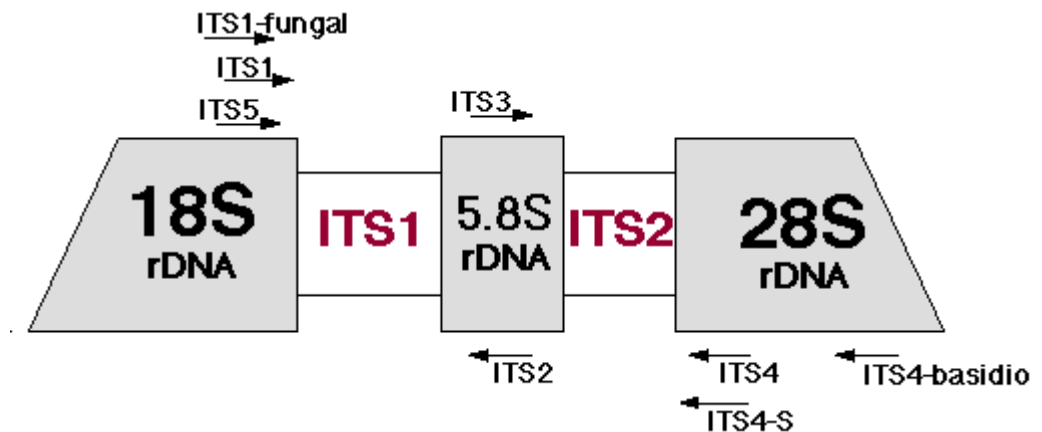 ITS1-fungal
ITS1
ITS5
ITS3
18S
rDNA
ITS1
5.8S
rDNA
ITS2
28S
rDNA
ITS2
ITS4
ITS4-basidio
ITS4-S